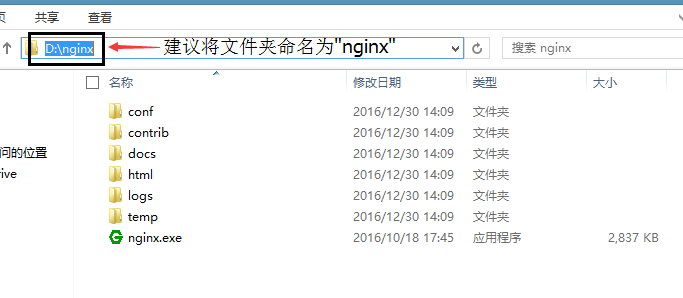 页 共享 查看
D:\nginx 建议将文件夹命名为"nginx" 搜索 nginx
名称 修改日期 类型 大小
conf 2016/12/30 14:09 文件夹
contrib 2016/12/30 14:09 文件夹
问的位置 docs 2016/12/30 14:09 文件夹
rive html 2016/12/30 14:09 文件夹
logs 2016/12/30 14:09 文件夹
temp 2016/12/30 14:09 文件夹
nginx.exe 2016/10/18 17:45 应用程序 2,837 KB